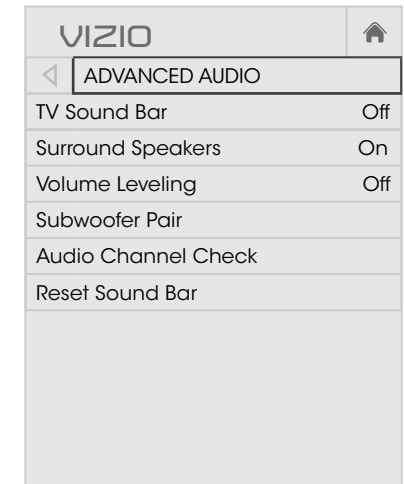 VIZIO
ADVANCED AUDIO
TV Sound Bar Off
Surround Speakers On
Volume Leveling Off
Subwoofer Pair
Audio Channel Check
Reset Sound Bar